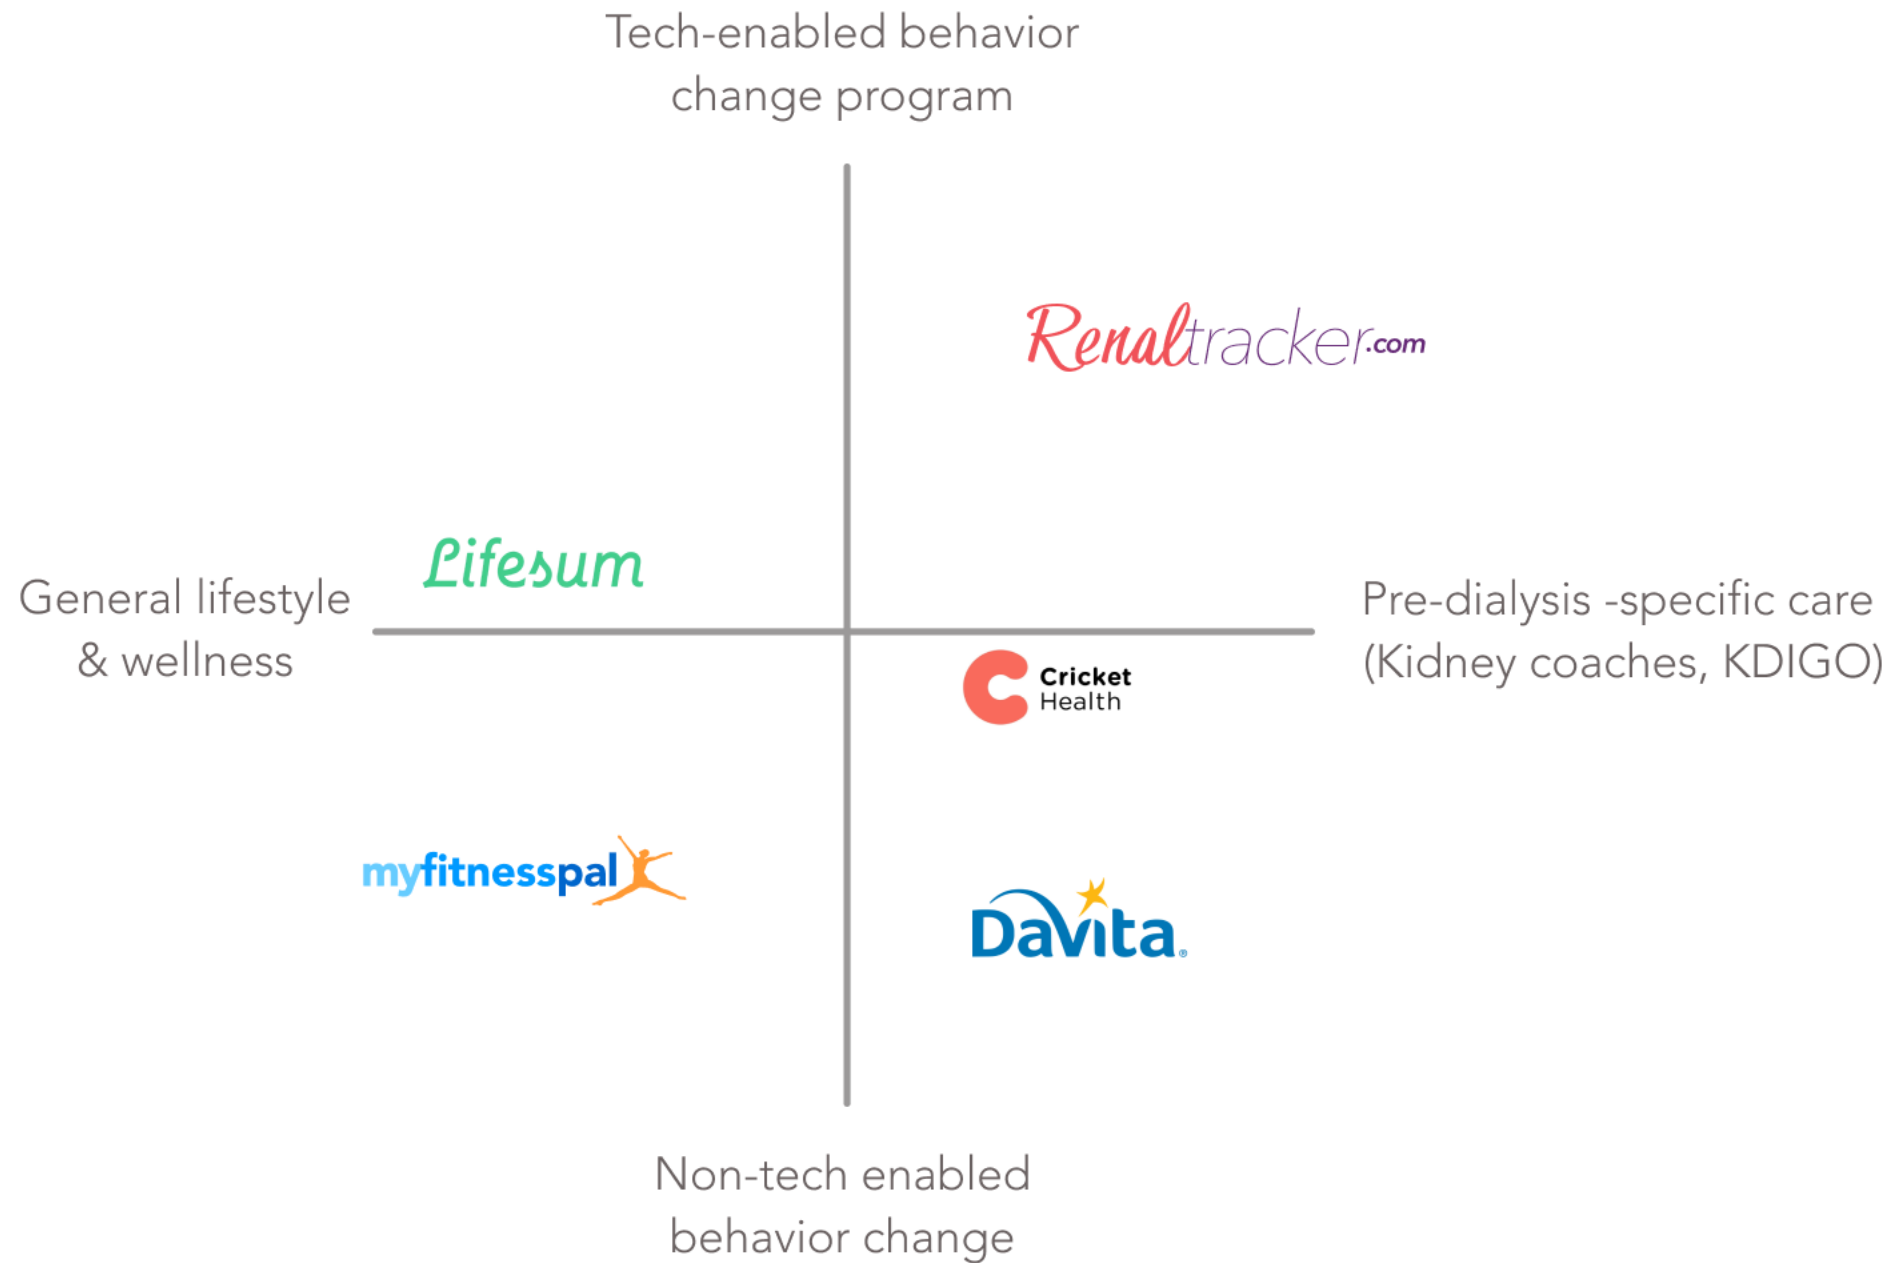 Tech-enabled behavior
change program
Renaltracker.com
Lifesum
General lifestyle
& wellness
Pre-dialysis -specific care
(Kidney coaches, KDIGO)
Cricket
Health
myfitnesspal
DaVita®
Non-tech enabled
behavior change